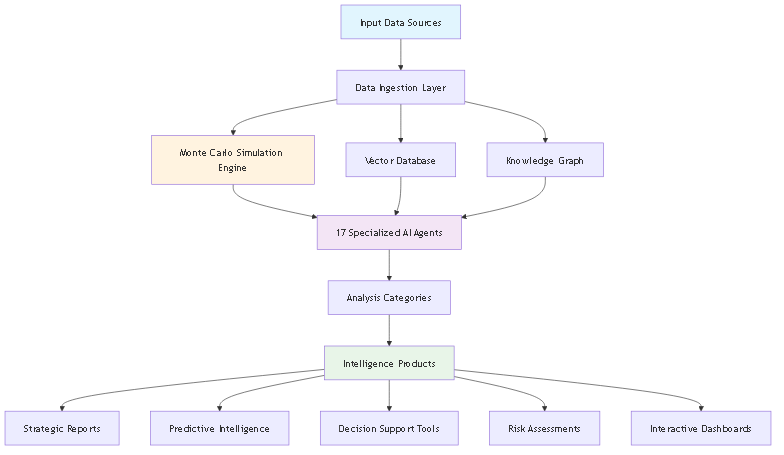 Input Data Sources
Data Ingestion Layer
Monte Carlo Simulation
Engine
Vector Database
Knowledge Graph
17 Specialized AI Agents
Analysis Categories
Intelligence Products
Strategic Reports
Predictive Intelligence
Decision Support Tools
Risk Assessments
Interactive Dashboards